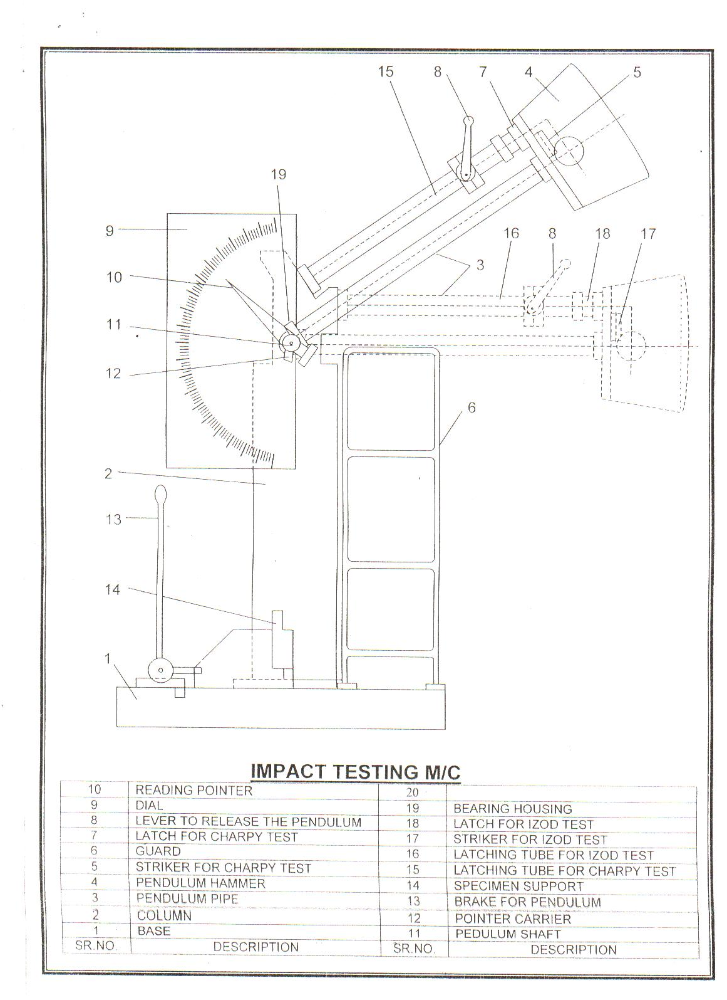 15 8 7 4 5
19
9
16 8 18 17
3
10
11
12
6
2
13
14
1
IMPACT TESTING M/C
10 READING POINTER 20
9 DIAL 19 BEARING HOUSING
8 LEVER TO RELEASE THE PENDULUM 18 LATCH FOR IZOD TEST
7 LATCH FOR CHARPY TEST 17 STRIKER FOR IZOD TEST
6 GUARD 16 LATCHING TUBE FOR IZOD TEST
5 STRIKER FOR CHARPY TEST 15 LATCHING TUBE FOR CHARPY TEST
4 PENDULUM HAMMER 14 SPECIMEN SUPPORT
3 PENDULUM PIPE 13 BRAKE FOR PENDULUM
2 COLUMN 12 POINTER CARRIER
1 BASE 11 PEDULUM SHAFT
SR.NO. DESCRIPTION SR.NO. DESCRIPTION